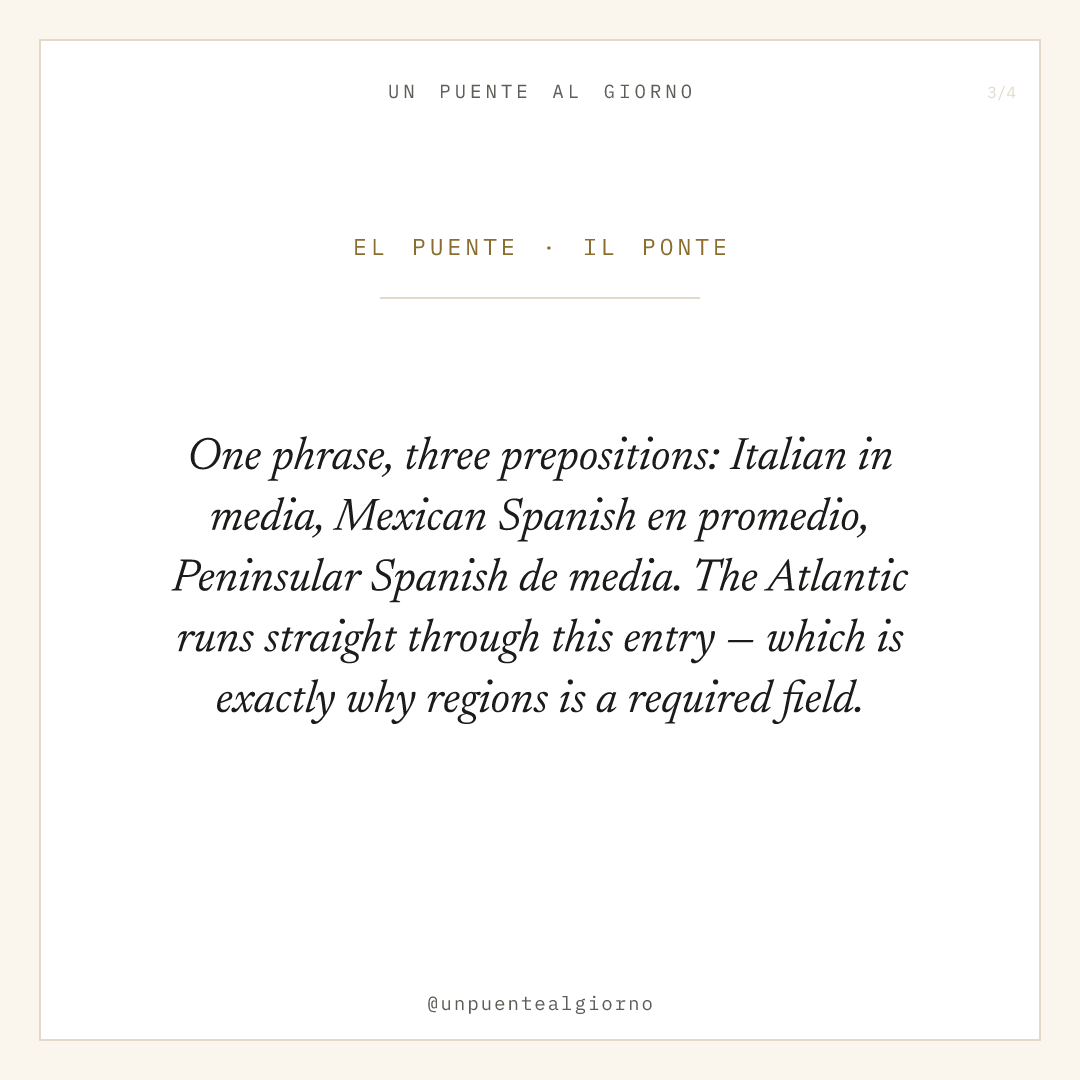 UN PUENTE AL GIORNO
3/4
EL PUENTE · IL PONTE
One phrase, three prepositions: Italian in
media, Mexican Spanish en promedio,
Peninsular Spanish de media. The Atlantic
runs straight through this entry — which is
exactly why regions is a required field.
@unpuentealgiorno